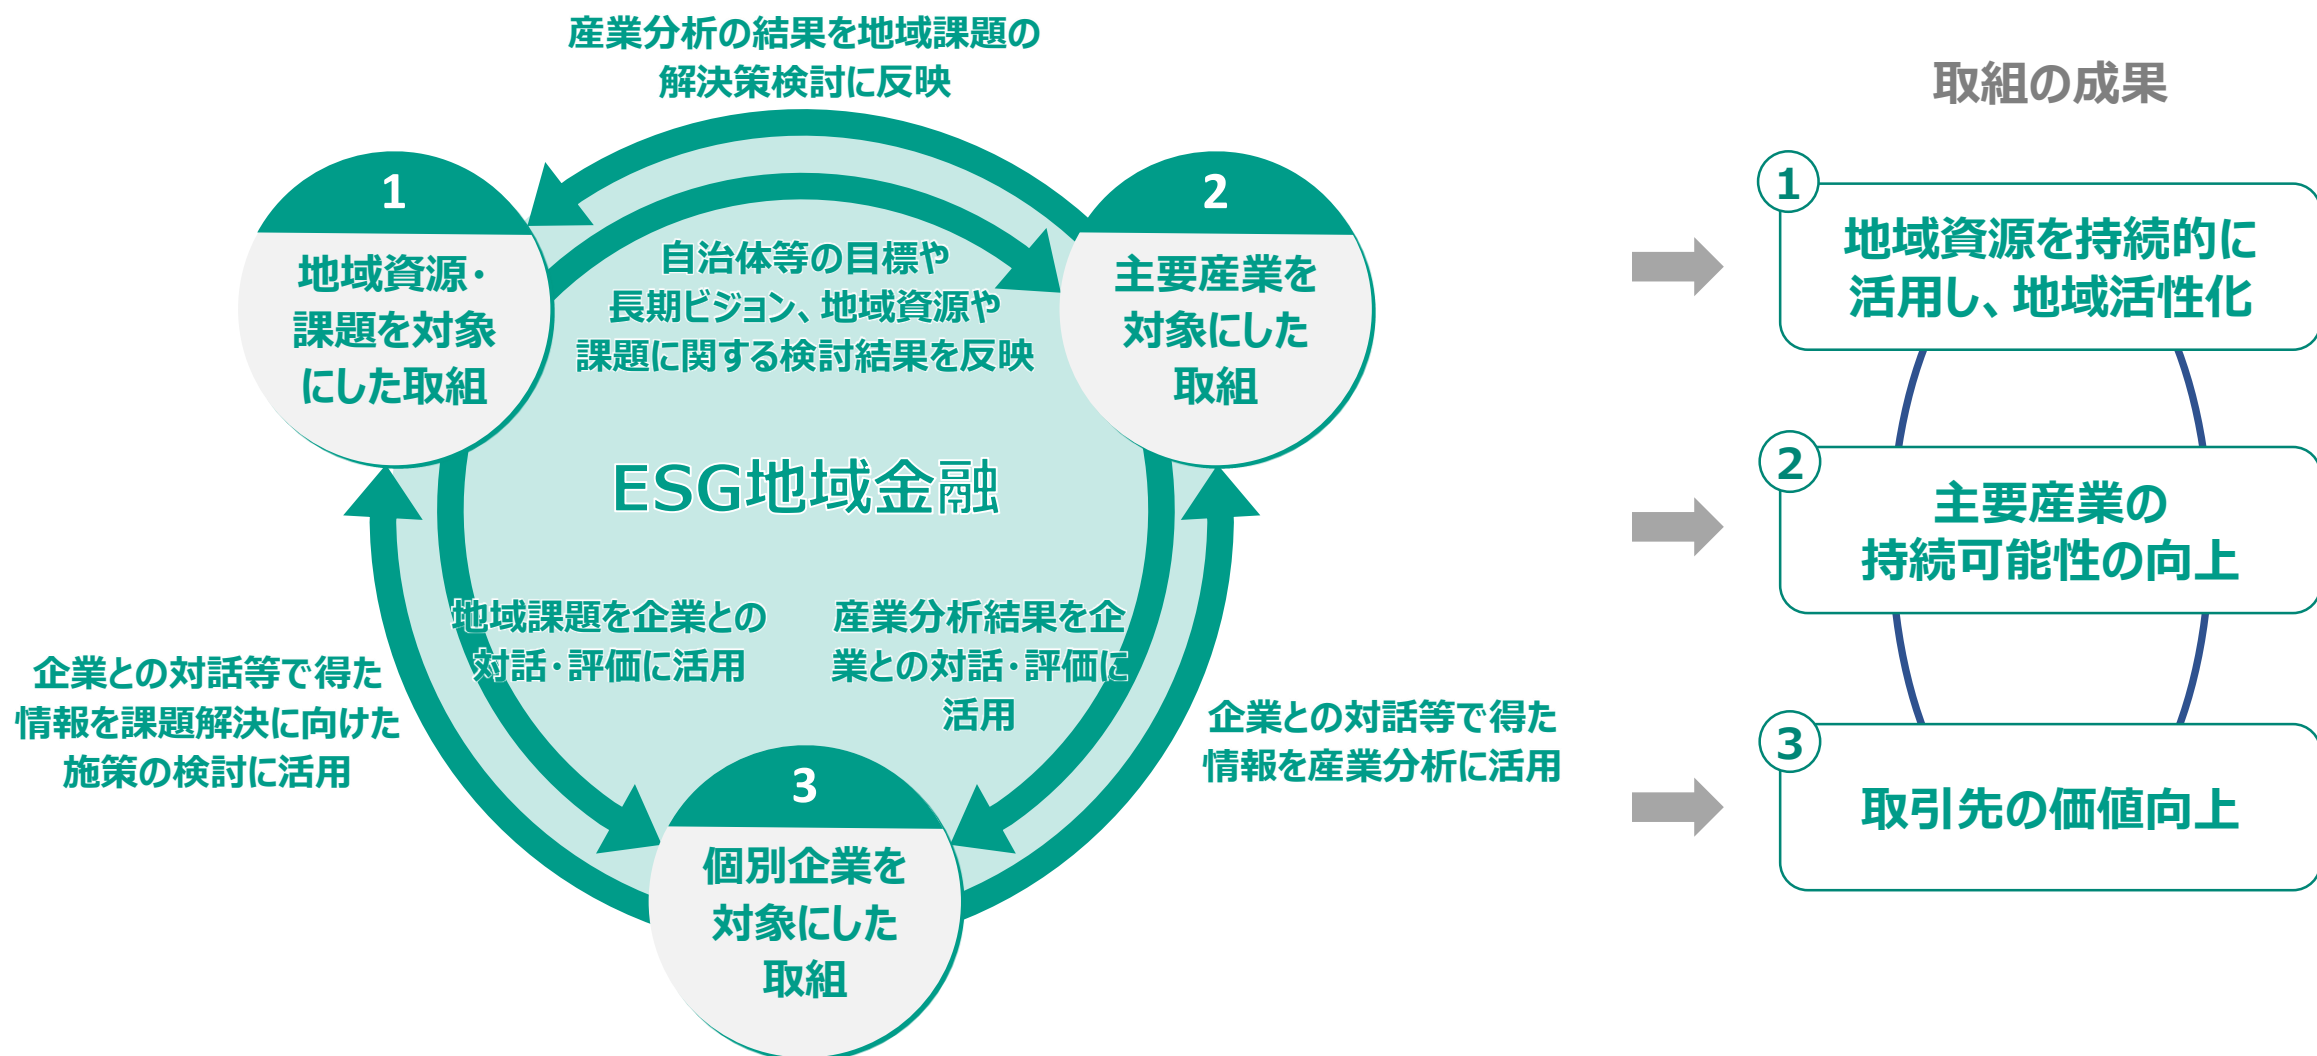 産業分析の結果を地域課題の
解決策検討に反映
1
地域資源・
課題を対象
にした取組
2
主要産業を
対象にした
取組
自治体等の目標や
長期ビジョン、地域資源や
課題に関する検討結果を反映
ESG地域金融
地域課題を企業との
対話・評価に活用
産業分析結果を企
業との対話・評価に
活用
企業との対話等で得た
情報を課題解決に向けた
施策の検討に活用
企業との対話等で得た
情報を産業分析に活用
3
個別企業を
対象にした
取組
取組の成果
1
地域資源を持続的に
活用し、地域活性化
2
主要産業の
持続可能性の向上
3
取引先の価値向上